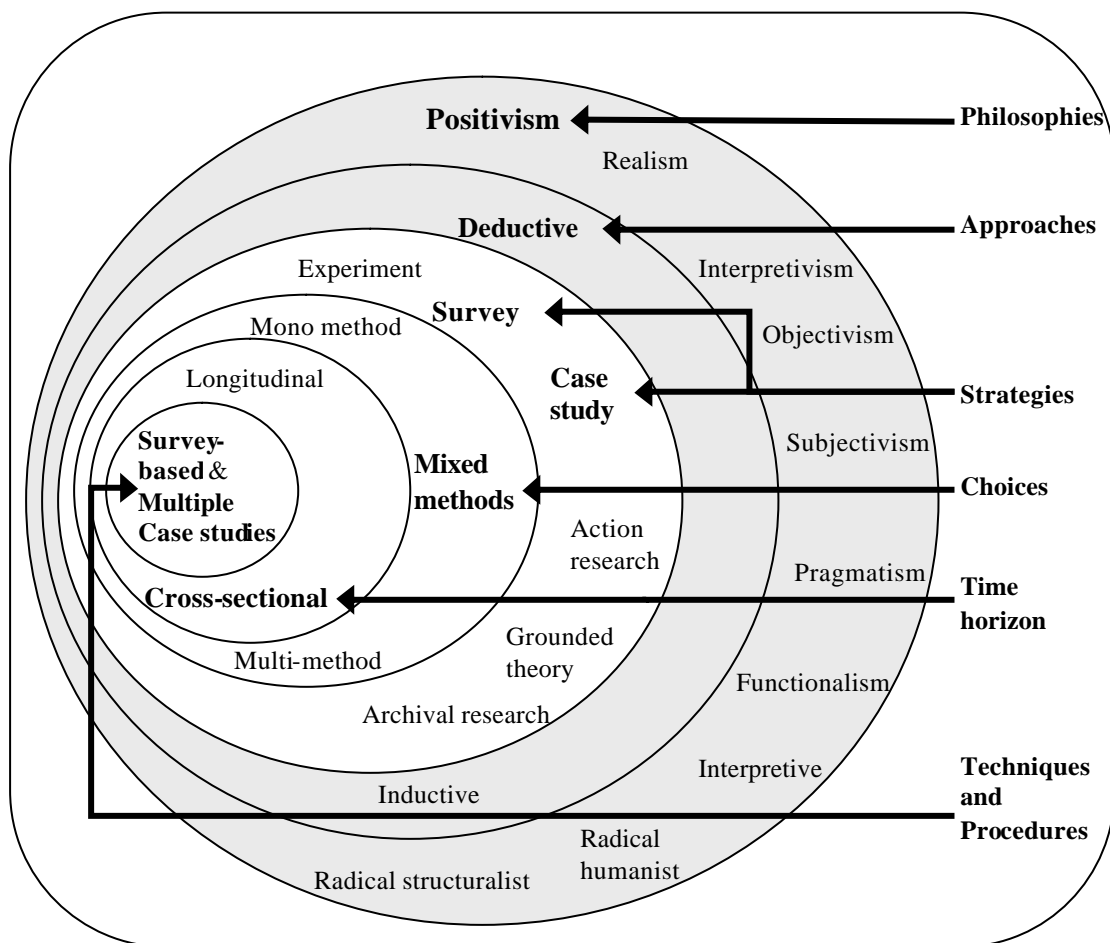 Positivism
Philosophies
Realism
Deductive
Approaches
Experiment
Interpretivism
Survey
Mono method
Objectivism
Longitudinal
Case
study
Strategies
Survey-
based &
Multiple
Case studies
Mixed
methods
Subjectivism
Choices
Action
research
Pragmatism
Cross-sectional
Time
horizon
Multi-method
Grounded
theory
Functionalism
Archival research
Interpretive
Techniques
and
Procedures
Inductive
Radical
humanist
Radical structuralist